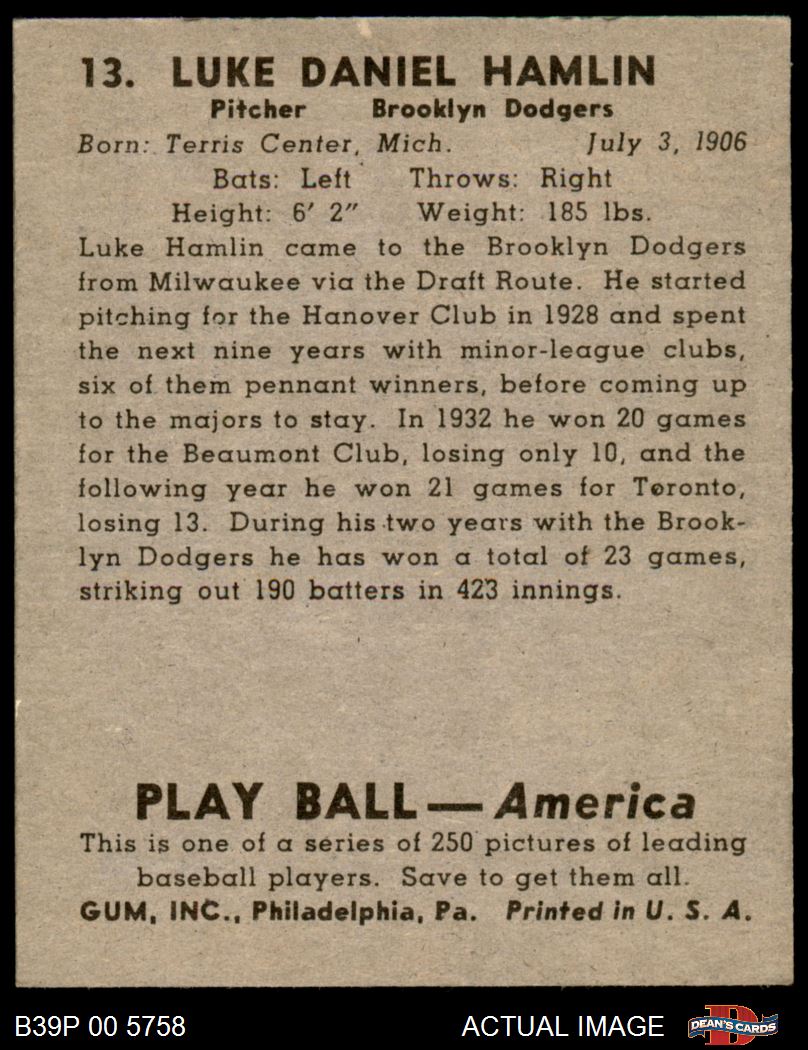 13. LUKE DANIEL HAMLIN
Pitcher Brooklyn Dodgers
Born: Terris Center, Mich. July 3, 1906
Bats: Left Throws: Right
Height: 6' 2" Weight: 185 lbs.
Luke Hamlin came to the Brooklyn Dodgers
from Milwaukee via the Draft Route. He started
pitching for the Hanover Club in 1928 and spent
the next nine years with minor-league clubs,
six of them pennant winners, before coming up
to the majors to stay. In 1932 he won 20 games
for the Beaumont Club, losing only 10, and the
following year he won 21 games for Toronto,
losing 13. During his two years with the Brook-
lyn Dodgers he has won a total of 23 games,
striking out 190 batters in 423 innings.
PLAY BALL—America
This is one of a series of 250 pictures of leading
baseball players. Save to get them all.
GUM, INC., Philadelphia, Pa. Printed in U. S. A.
B39P 00 5758 ACTUAL IMAGE DEAN'S CARDS